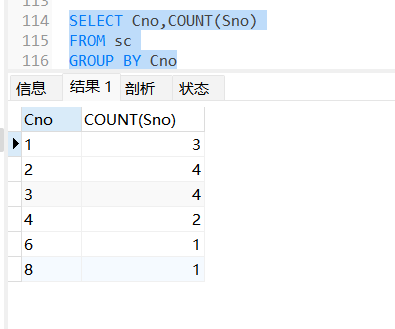 113
114 SELECT Cno,COUNT(Sno)
115 FROM sc
116 GROUP BY Cno
信息 结果 1 剖析 状态
Cno COUNT(Sno)
1 3
2 4
3 4
4 2
6 1
8 1